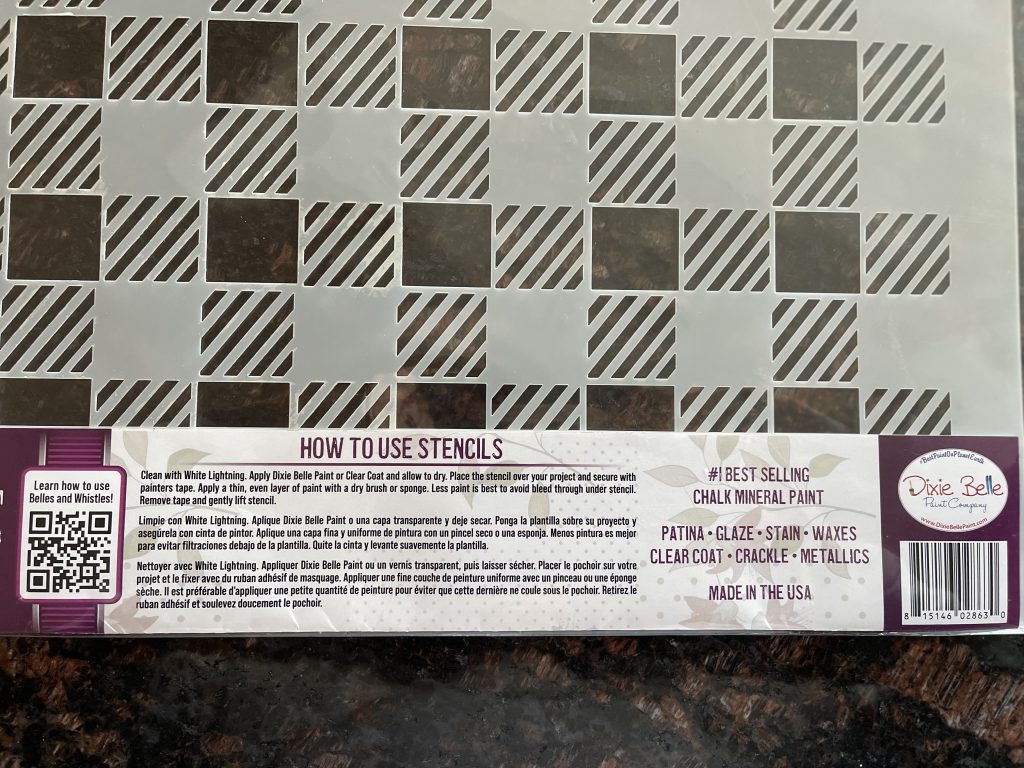 HOW TO USE STENCILS
Clean with White Lightning. Apply Dixie Belle Paint or Clear Coat and allow to dry. Place the stencil over your project and secure with
painters tape. Apply a thin, even layer of paint with a dry brush or sponge. Less paint is best to avoid bleed through under stencil.
Remove tape and gently lift stencil.
Limpie con White Lightning. Aplique Dixie Belle Paint o una capa transparente y deje secar. Ponga la plantilla sobre su proyecto y
asegúrela con cinta de pintor. Aplique una capa fina y uniforme de pintura con un pincel seco o una esponja. Menos pintura es mejor
para evitar filtraciones debajo de la plantilla. Quite la cinta y levante suavemente la plantilla.
Nettoyer avec White Lightning. Appliquer Dixie Belle Paint ou un vernis transparent, puis laisser sécher. Placer le pochoir sur votre
projet et le fixer avec du ruban adhésif de masquage. Appliquer une fine couche de peinture uniforme avec un pinceau ou une éponge
sèche. Il est préférable d'appliquer une petite quantité de peinture pour éviter que cette dernière ne coule sous le pochoir. Retirez le
ruban adhésif et soulevez doucement le pochoir.
Learn how to use
Belles and Whistles!
#1 BEST SELLING
CHALK MINERAL PAINT
PATINA • GLAZE • STAIN • WAXES
CLEAR COAT • CRACKLE • METALLICS
MADE IN THE USA
#BestPaintOnPlanetEarth
Dixie Belle
Paint Company
www.DixieBellePaint.com
8 15146 02863 0